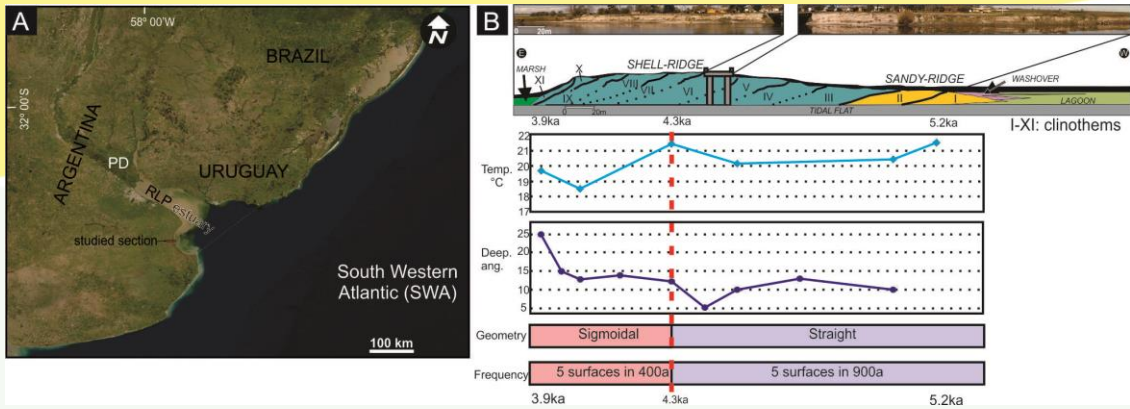 A
58º 00'W
N
BRAZIL
32º 00'S
ARGENTINA
PD
URUGUAY
RLP estuary
studied section
South Western
Atlantic (SWA)
100 km
B
0 20m
E
W
MARSH
SHELL-RIDGE
SANDY-RIDGE
WASHOVER
XI
X
IX
VIII
VII
VI
V
IV
III
II
I
LAGOON
TIDAL FLAT
0 20m
I-XI: clinothems
3.9ka 4.3ka 5.2ka
Temp.
°C
22
21
20
19
18
17
Deep.
ang.
25
20
15
10
5
Geometry Sigmoidal Straight
Frequency 5 surfaces in 400a 5 surfaces in 900a
3.9ka 4.3ka 5.2ka